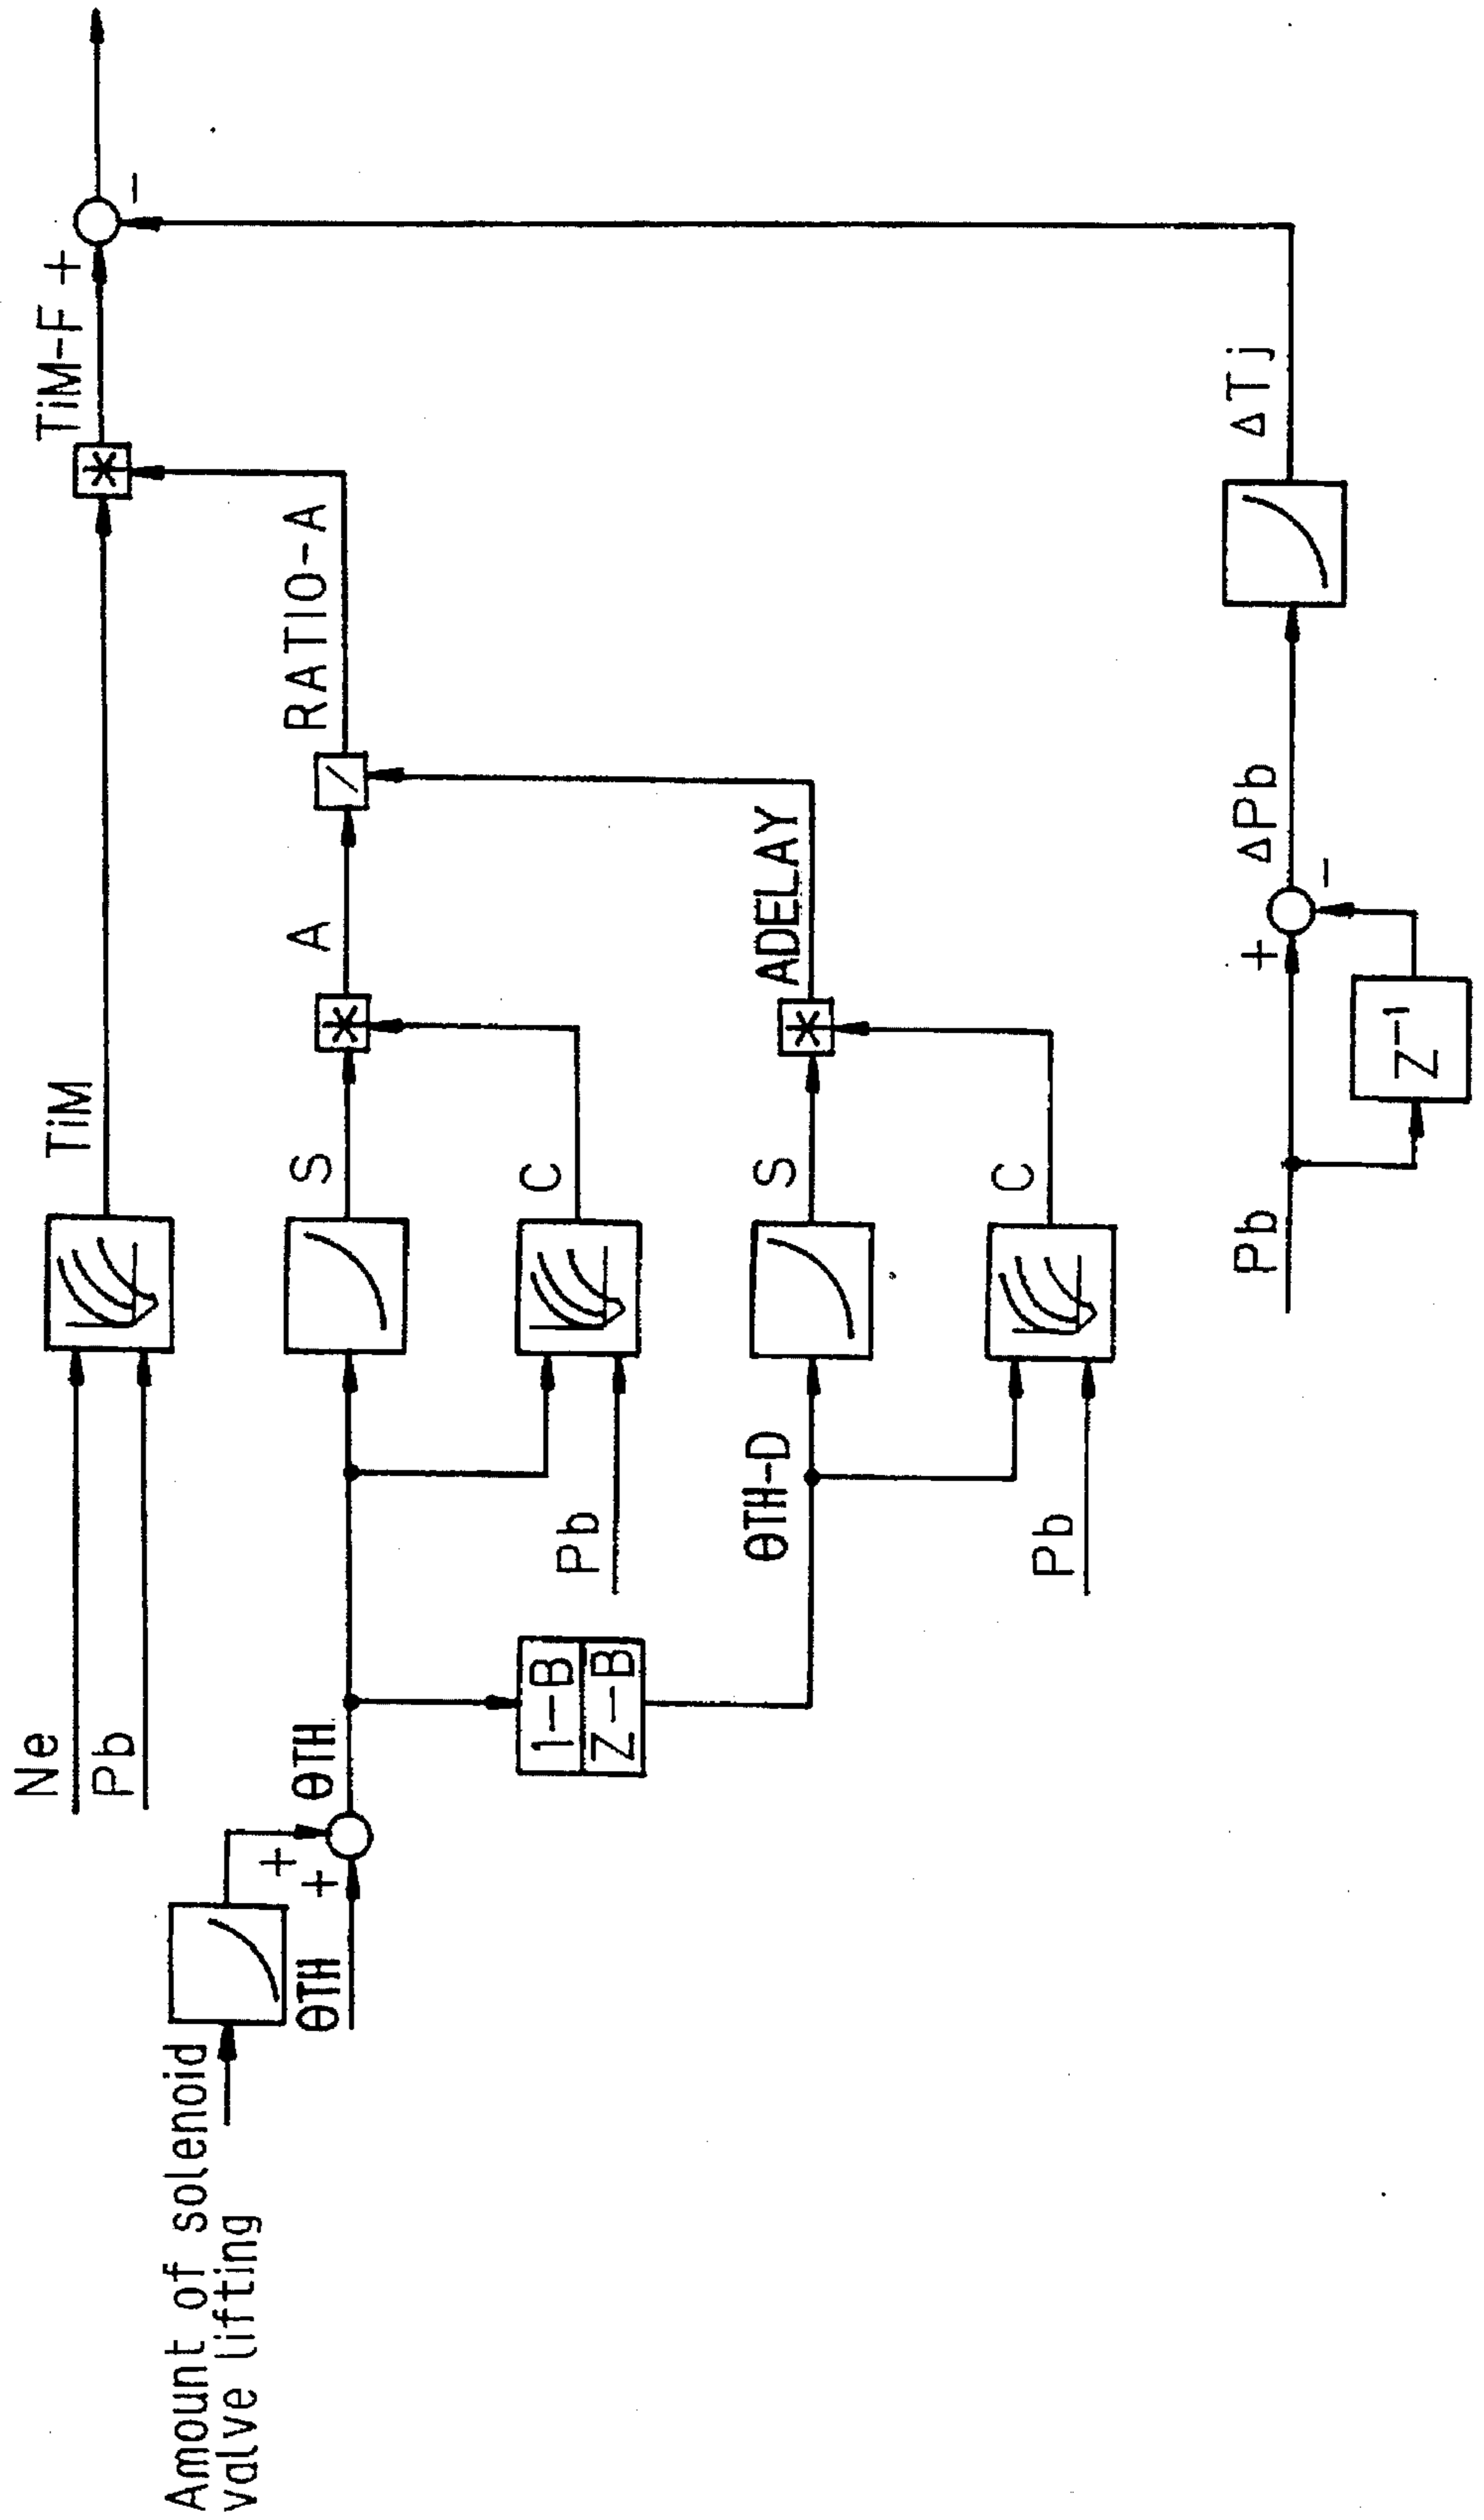 Ne
Pb
TiM
TiM-F +
-
Amount of solenoid
valve lifting
+
θTH
+
θTH
S
*
A
/
RATIO-A
*
Pb
C
1-B
Z-B
θTH-D
S
*
ADELAY
Pb
C
Pb
+
-
ΔPb
Z⁻¹
ΔTj